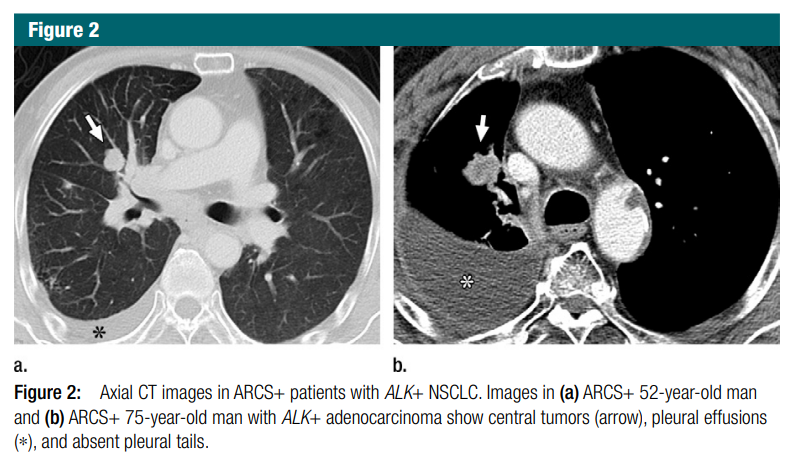 Figure 2
*
*
a.
b.
Figure 2: Axial CT images in ARCS+ patients with ALK+ NSCLC. Images in (a) ARCS+ 52-year-old man
and (b) ARCS+ 75-year-old man with ALK+ adenocarcinoma show central tumors (arrow), pleural effusions
(*), and absent pleural tails.